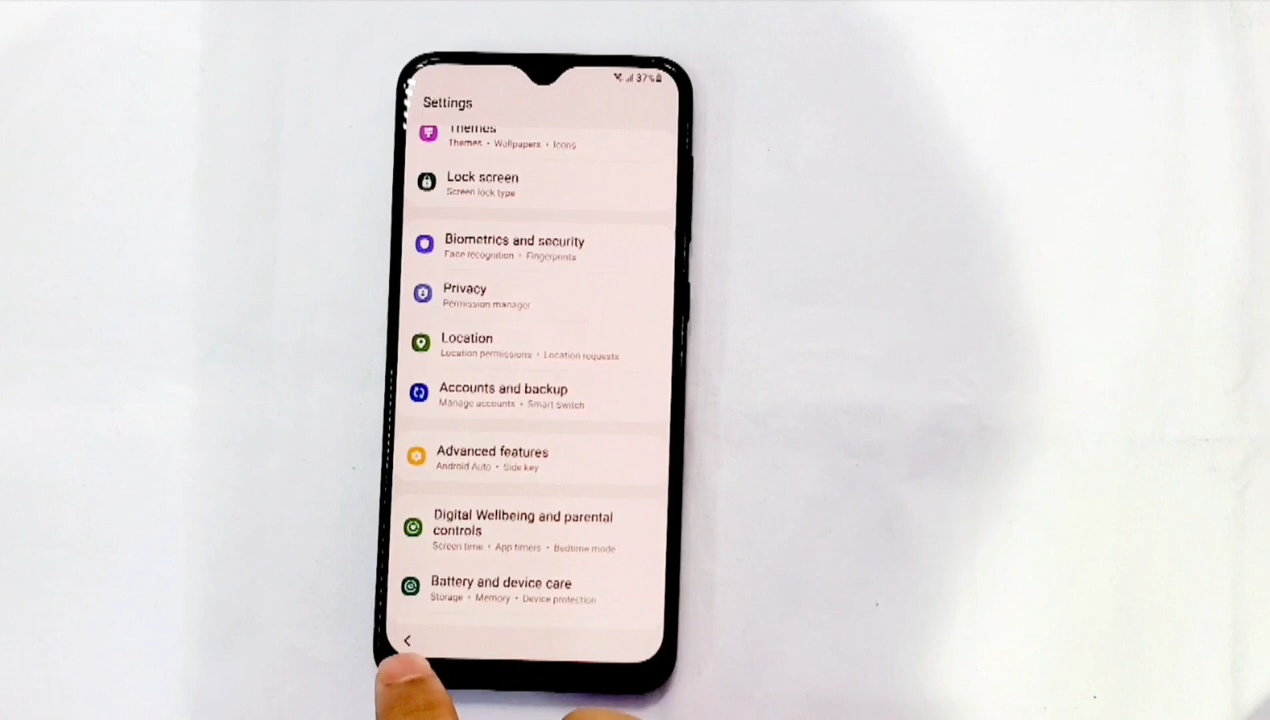 37%
Settings
Themes
Themes • Wallpapers • Icons
Lock screen
Screen lock type
Biometrics and security
Face recognition • Fingerprints
Privacy
Permission manager
Location
Location permissions • Location requests
Accounts and backup
Manage accounts • Smart Switch
Advanced features
Android Auto • Side key
Digital Wellbeing and parental
controls
Screen time • App timers • Bedtime mode
Battery and device care
Storage • Memory • Device protection